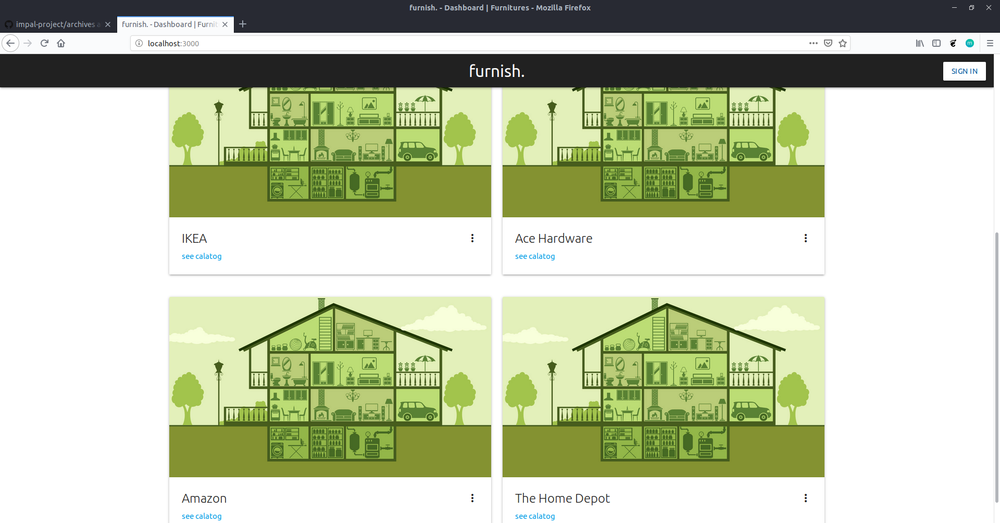 furnish. - Dashboard | Furnitures - Mozilla Firefox
impal-project/archives a
furnish. - Dashboard | Furnit
localhost:3000
m
furnish.
SIGN IN
IKEA
see calatog
Ace Hardware
see calatog
Amazon
see calatog
The Home Depot
see calatog